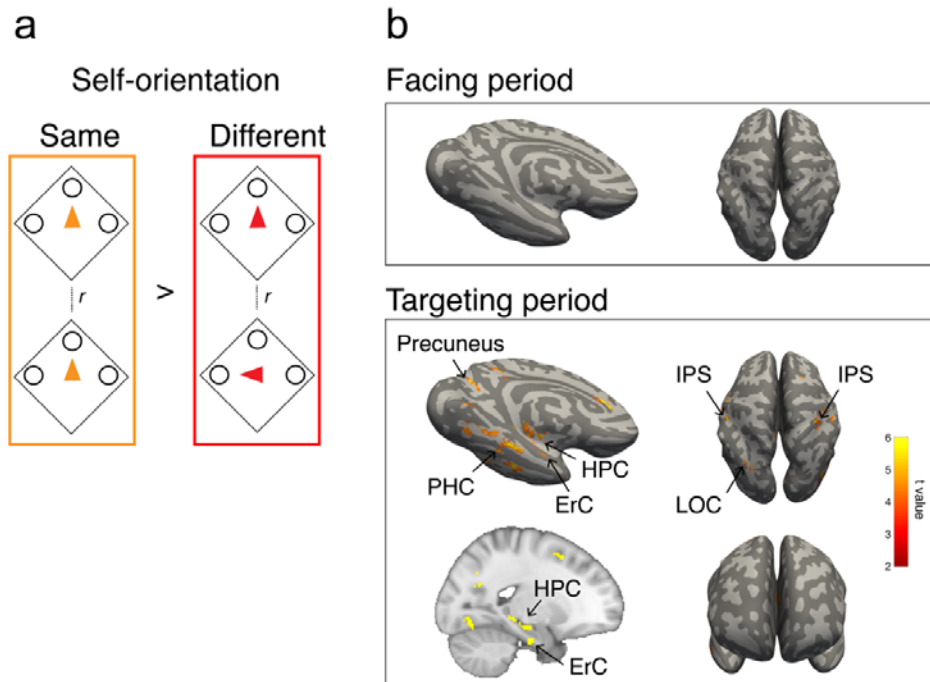 a
Self-orientation
Same
Different
r
>
r
b
Facing period
Targeting period
Precuneus
HPC
PHC
ErC
IPS
IPS
LOC
HPC
ErC
6
5
4
3
2
t value